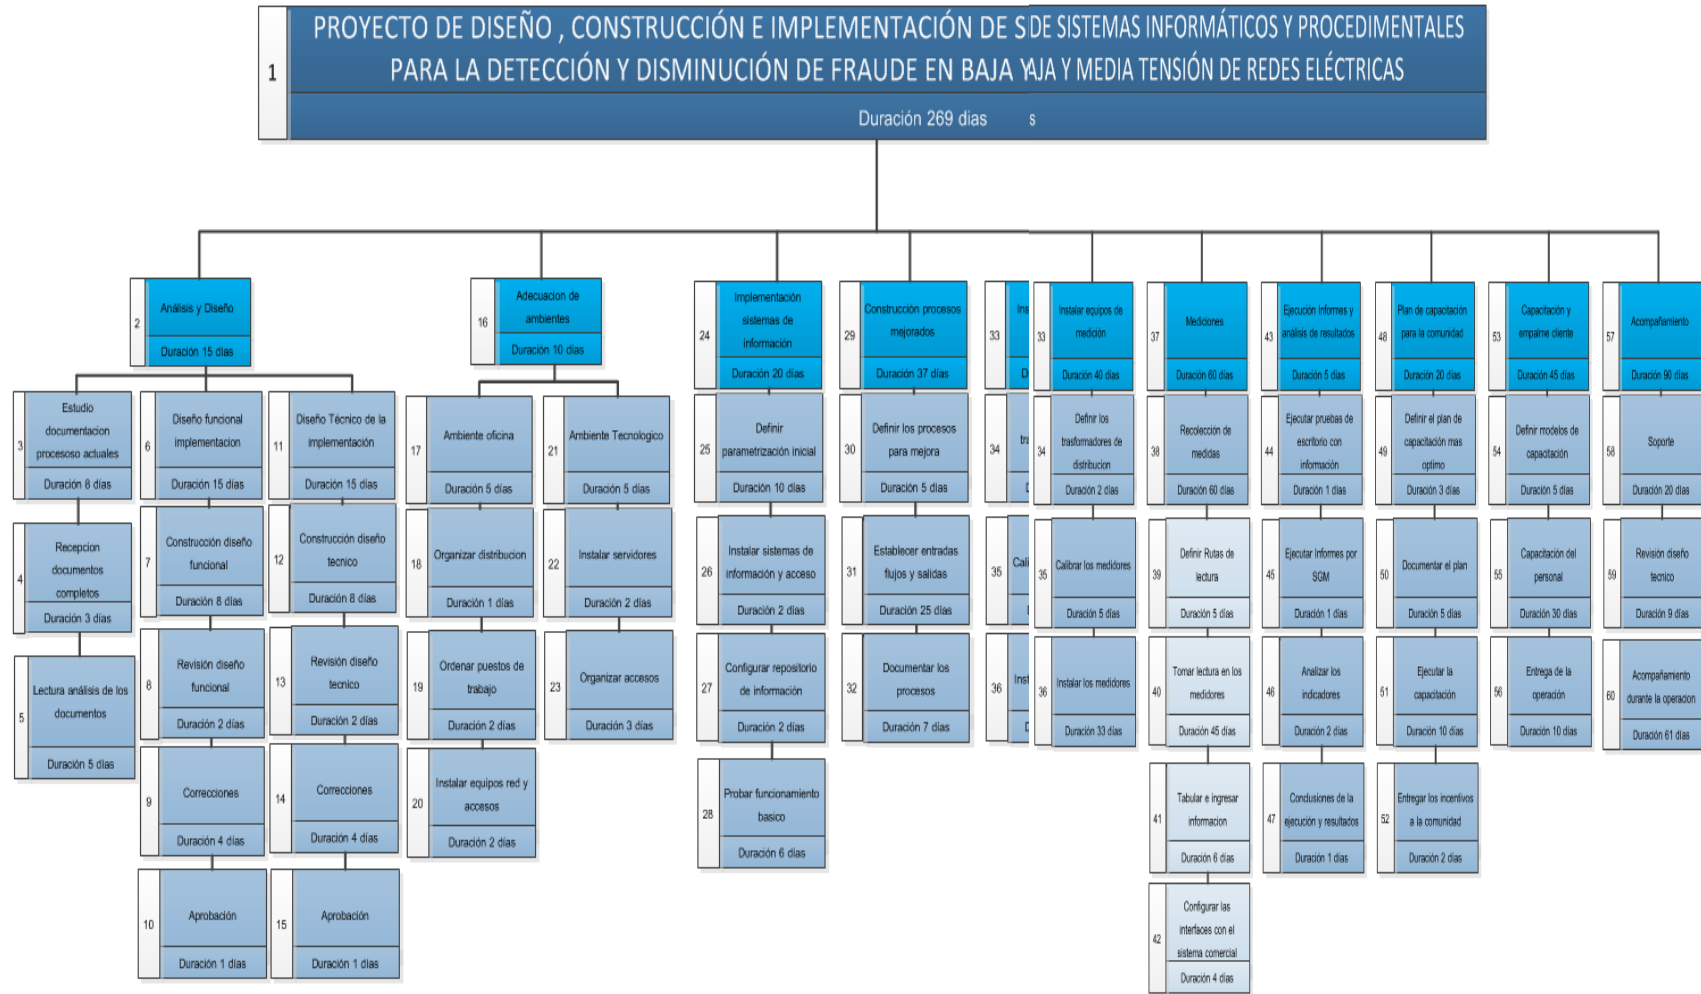 1
PROYECTO DE DISEÑO , CONSTRUCCIÓN E IMPLEMENTACIÓN DE S DE SISTEMAS INFORMÁTICOS Y PROCEDIMENTALES
PARA LA DETECCIÓN Y DISMINUCIÓN DE FRAUDE EN BAJA Y AJA Y MEDIA TENSIÓN DE REDES ELÉCTRICAS
Duración 269 dias s
2
Análisis y Diseño
Duración 15 días
3
Estudio
documentacion
procesoso actuales
Duración 8 días
4
Recepcion
documentos
completos
Duración 3 días
5
Lectura análisis de los
documentos
Duración 5 días
6
Diseño funcional
implementacion
Duración 15 días
7
Construcción diseño
funcional
Duración 8 días
8
Revisión diseño
funcional
Duración 2 días
9
Correcciones
Duración 4 días
10
Aprobación
Duración 1 días
11
Diseño Técnico de la
implementación
Duración 15 días
12
Construcción diseño
tecnico
Duración 8 días
13
Revisión diseño
tecnico
Duración 2 días
14
Correcciones
Duración 4 días
15
Aprobación
Duración 1 días
16
Adecuacion de
ambientes
Duración 10 días
17
Ambiente oficina
Duración 5 días
18
Organizar distribucion
Duración 1 días
19
Ordenar puestos de
trabajo
Duración 2 días
20
Instalar equipos red y
accesos
Duración 2 días
21
Ambiente Tecnologico
Duración 5 días
22
Instalar servidores
Duración 2 días
23
Organizar accesos
Duración 3 días
24
Implementación
sistemas de
información
Duración 20 días
25
Definir
parametrización inicial
Duración 10 días
26
Instalar sistemas de
información y acceso
Duración 2 días
27
Configurar repositorio
de información
Duración 2 días
28
Probar funcionamiento
basico
Duración 6 días
29
Construcción procesos
mejorados
Duración 37 días
30
Definir los procesos
para mejora
Duración 5 días
31
Establecer entradas
flujos y salidas
Duración 25 días
32
Documentar los
procesos
Duración 7 días
33
Ins
D
34
tra
D
35
Cali
D
36
Inst
D
33
Instalar equipos de
medición
Duración 40 días
34
Definir los
trasformadores de
distribucion
Duración 2 días
35
Calibrar los medidores
Duración 5 días
36
Instalar los medidores
Duración 33 días
37
Mediciones
Duración 60 días
38
Recolección de
medidas
Duración 60 días
39
Definir Rutas de
lectura
Duración 5 días
40
Tomar lectura en los
medidores
Duración 45 días
41
Tabular e ingresar
informacion
Duración 6 días
42
Configurar las
interfaces con el
sistema comercial
Duración 4 días
43
Ejecución Informes y
análisis de resultados
Duración 5 días
44
Ejecutar pruebas de
escritorio con
información
Duración 1 días
45
Ejecutar Informes por
SGM
Duración 1 días
46
Analizar los
indicadores
Duración 2 días
47
Conclusiones de la
ejecución y resultados
Duración 1 días
48
Plan de capacitación
para la comunidad
Duración 20 días
49
Definir el plan de
capacitación mas
optimo
Duración 3 días
50
Documentar el plan
Duración 5 días
51
Ejecutar la
capacitación
Duración 10 días
52
Entregar los incentivos
a la comunidad
Duración 2 días
53
Capacitación y
empalme cliente
Duración 45 días
54
Definir modelos de
capacitación
Duración 5 días
55
Capacitación del
personal
Duración 30 días
56
Entrega de la
operación
Duración 10 días
57
Acompañamiento
Duración 90 días
58
Soporte
Duración 20 días
59
Revisión diseño
tecnico
Duración 9 días
60
Acompañamiento
durante la operacion
Duración 61 días